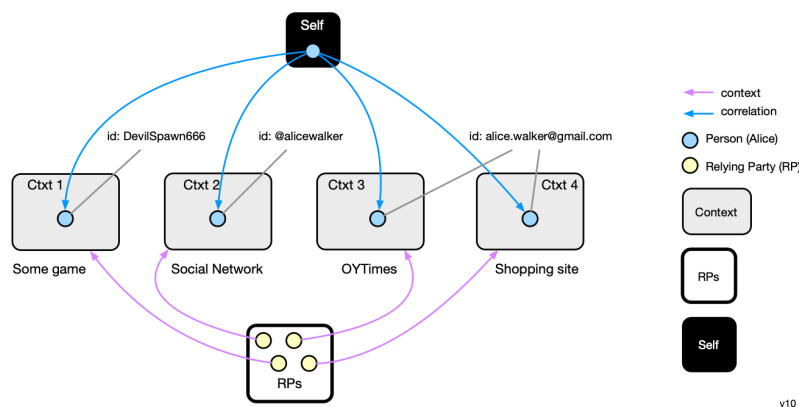 Self
context
correlation
id: DevilSpawn666
id: @alicewalker
id: alice.walker@gmail.com
Person (Alice)
Relying Party (RP)
Ctxt 1
Ctxt 2
Ctxt 3
Ctxt 4
Context
Some game
Social Network
OYTimes
Shopping site
RPs
Self
RPs
v10